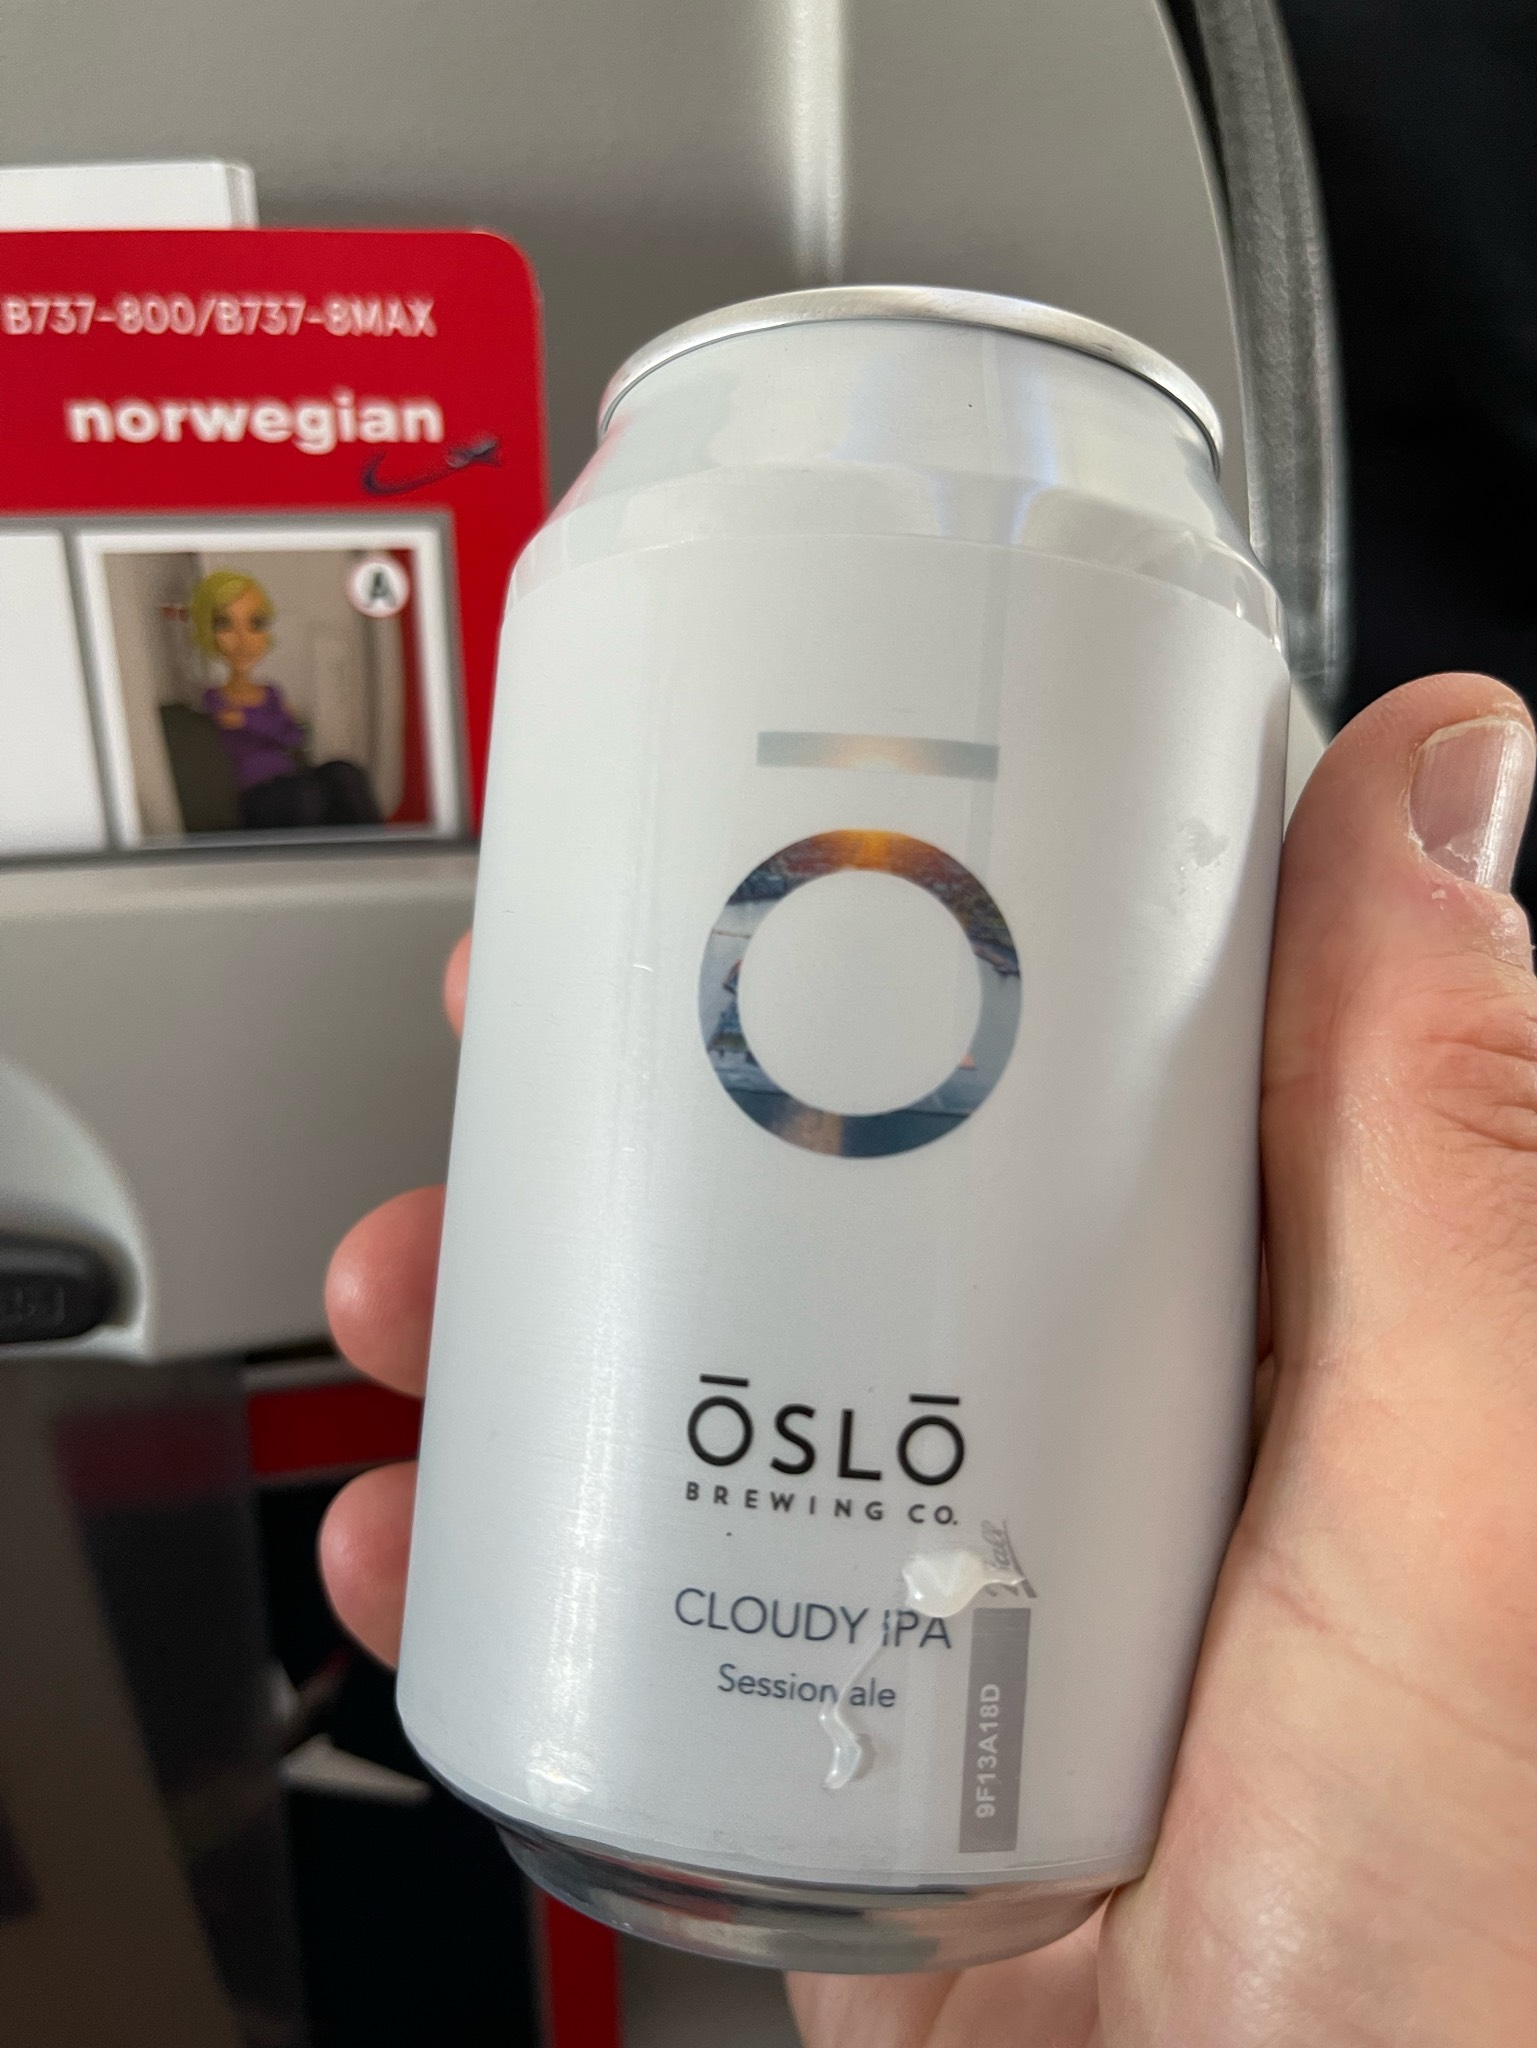 B737-800/B737-8MAX
norwegian
A
ŌSLŌ
BREWING CO.
CLOUDY IPA
Session ale
9F13A18D